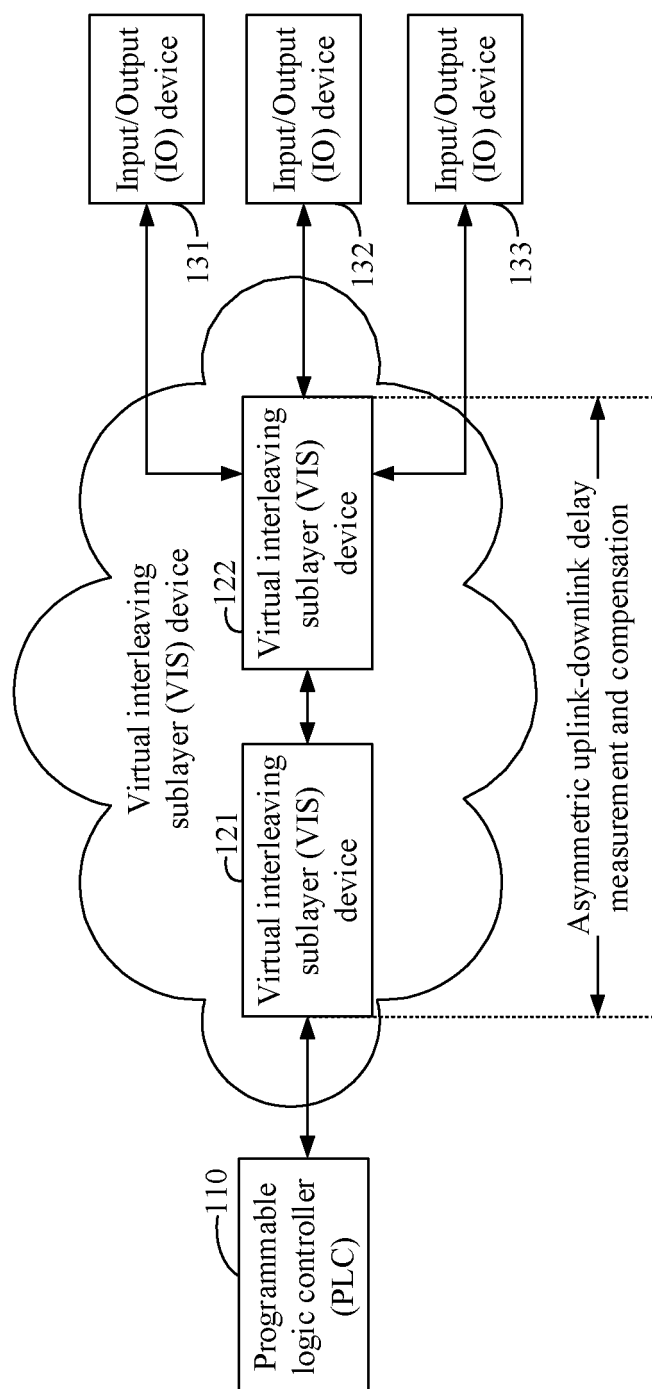 110
Programmable
logic controller
(PLC)
Virtual interleaving
sublayer (VIS) device
121
Virtual interleaving
sublayer (VIS)
device
122
Virtual interleaving
sublayer (VIS)
device
Input/Output
(IO) device
131
Input/Output
(IO) device
132
Input/Output
(IO) device
133
Asymmetric uplink-downlink delay
measurement and compensation